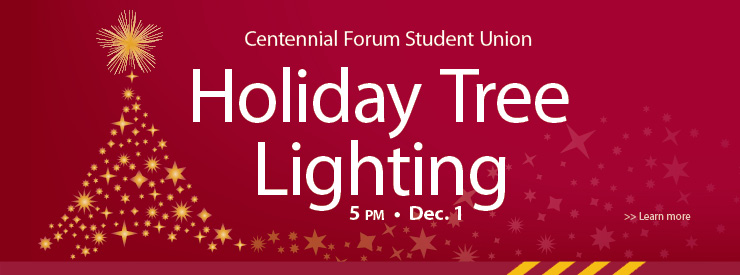 Centennial Forum Student Union
Holiday Tree
Lighting
5 PM • Dec. 1
>> Learn more